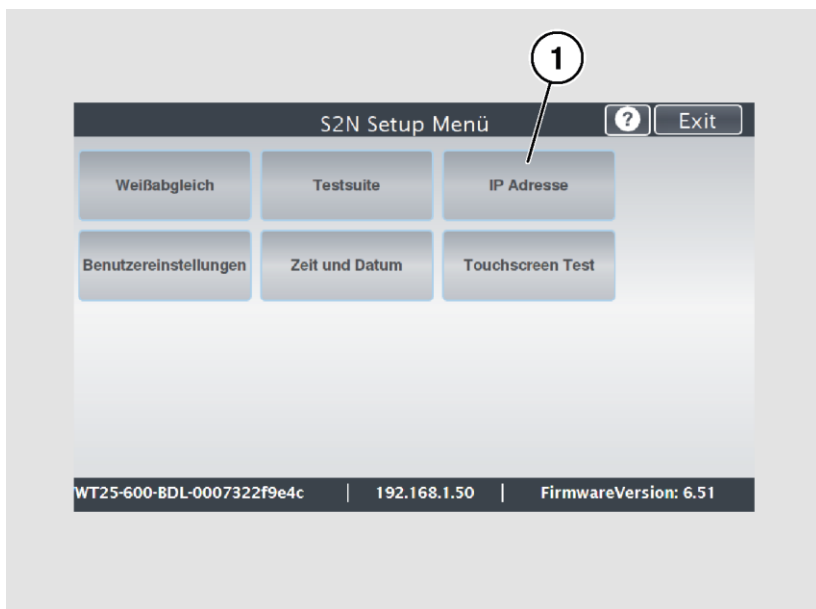 1
S2N Setup Menü ? Exit
Weißabgleich Testsuite IP Adresse
Benutzereinstellungen Zeit und Datum Touchscreen Test
WT25-600-BDL-0007322f9e4c | 192.168.1.50 | FirmwareVersion: 6.51